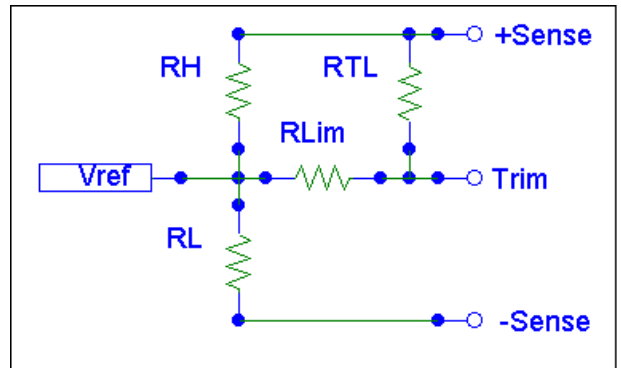 +Sense
RH
RTL
RLim
Vref
Trim
RL
-Sense